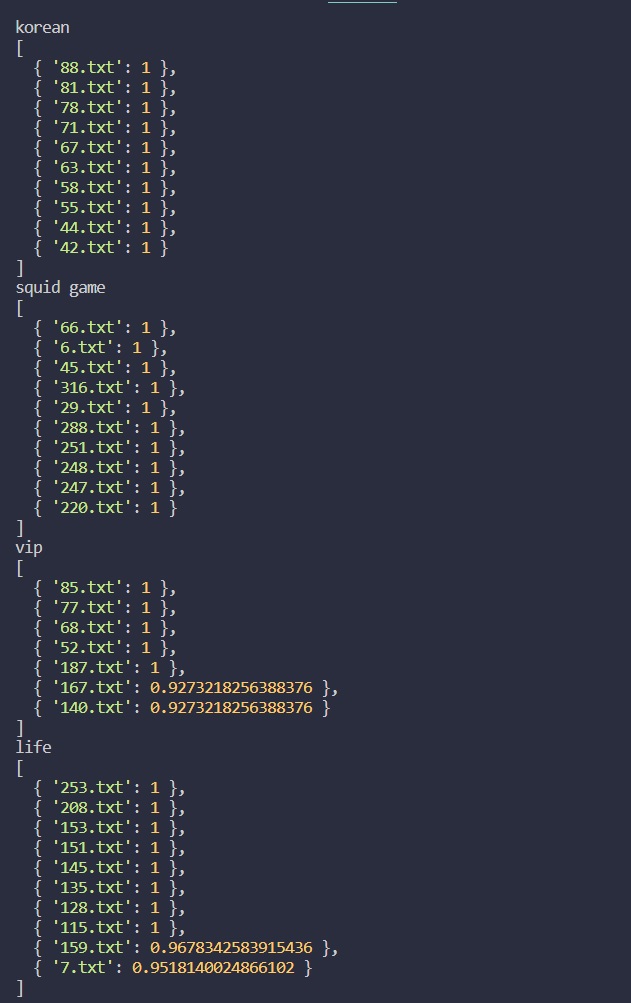 korean
[
  { '88.txt': 1 },
  { '81.txt': 1 },
  { '78.txt': 1 },
  { '71.txt': 1 },
  { '67.txt': 1 },
  { '63.txt': 1 },
  { '58.txt': 1 },
  { '55.txt': 1 },
  { '44.txt': 1 },
  { '42.txt': 1 }
]
squid game
[
  { '66.txt': 1 },
  { '6.txt': 1 },
  { '45.txt': 1 },
  { '316.txt': 1 },
  { '29.txt': 1 },
  { '288.txt': 1 },
  { '251.txt': 1 },
  { '248.txt': 1 },
  { '247.txt': 1 },
  { '220.txt': 1 }
]
vip
[
  { '85.txt': 1 },
  { '77.txt': 1 },
  { '68.txt': 1 },
  { '52.txt': 1 },
  { '187.txt': 1 },
  { '167.txt': 0.9273218256388376 },
  { '140.txt': 0.9273218256388376 }
]
life
[
  { '253.txt': 1 },
  { '208.txt': 1 },
  { '153.txt': 1 },
  { '151.txt': 1 },
  { '145.txt': 1 },
  { '135.txt': 1 },
  { '128.txt': 1 },
  { '115.txt': 1 },
  { '159.txt': 0.9678342583915436 },
  { '7.txt': 0.9518140024866102 }
]